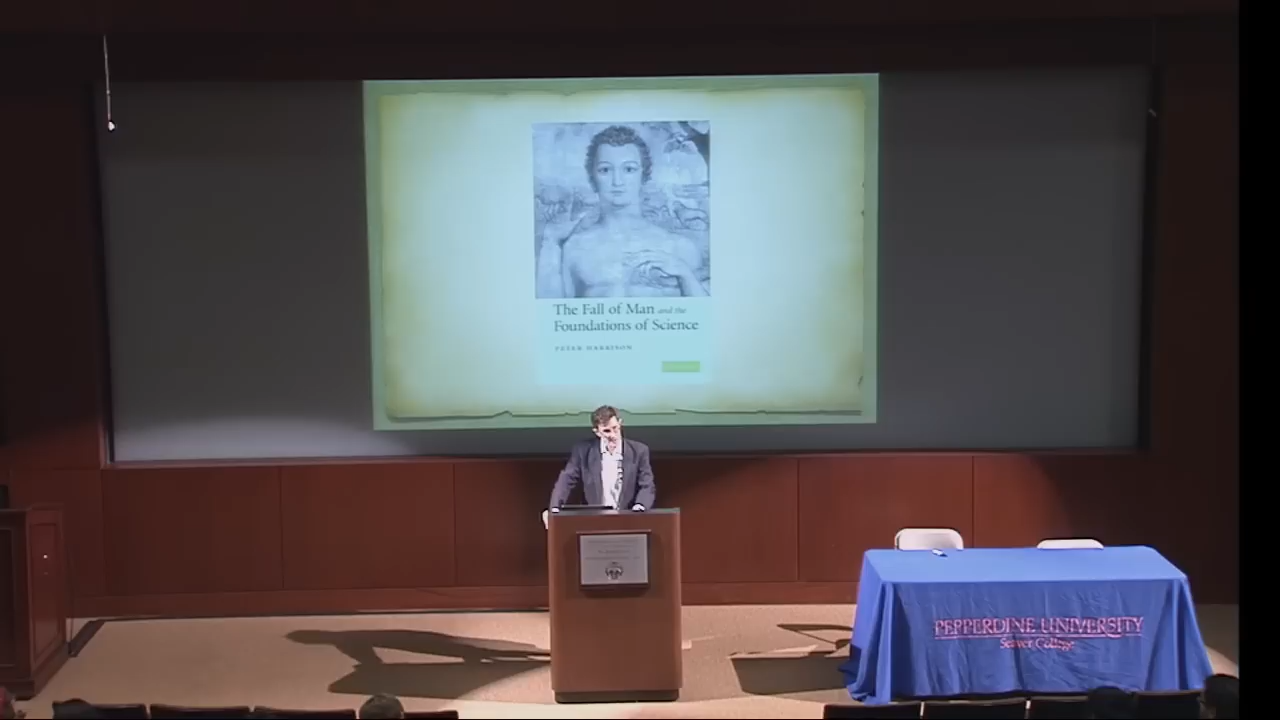 The Fall of Man and the
Foundations of Science
PETER HARRISON
PEPPERDINE UNIVERSITY
Seaver College